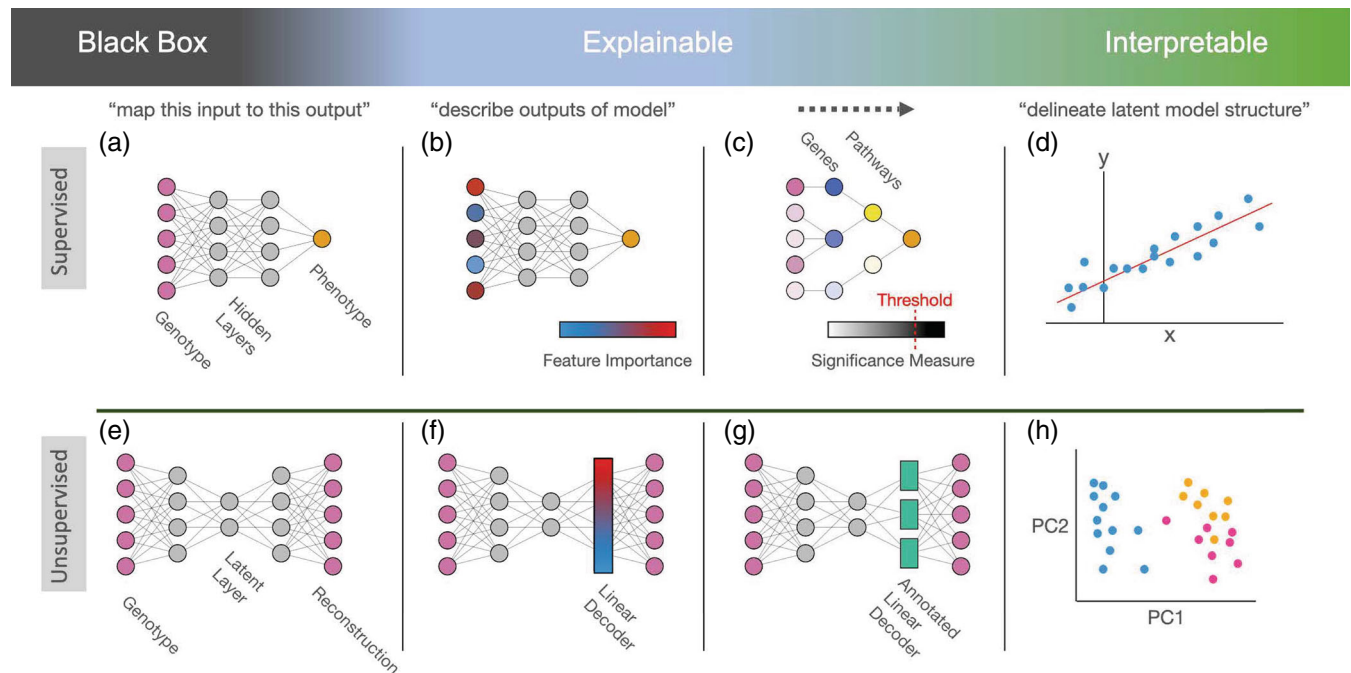 Black Box
Explainable
Interpretable
“map this input to this output”
“describe outputs of model”
“delineate latent model structure”
Supervised
(a)
Genotype
Hidden
Layers
Phenotype
(b)
Feature Importance
(c)
Genes
Pathways
Threshold
Significance Measure
(d)
y
x
Unsupervised
(e)
Genotype
Latent
Layer
Reconstruction
(f)
Linear
Decoder
(g)
Annotated
Linear
Decoder
(h)
PC2
PC1